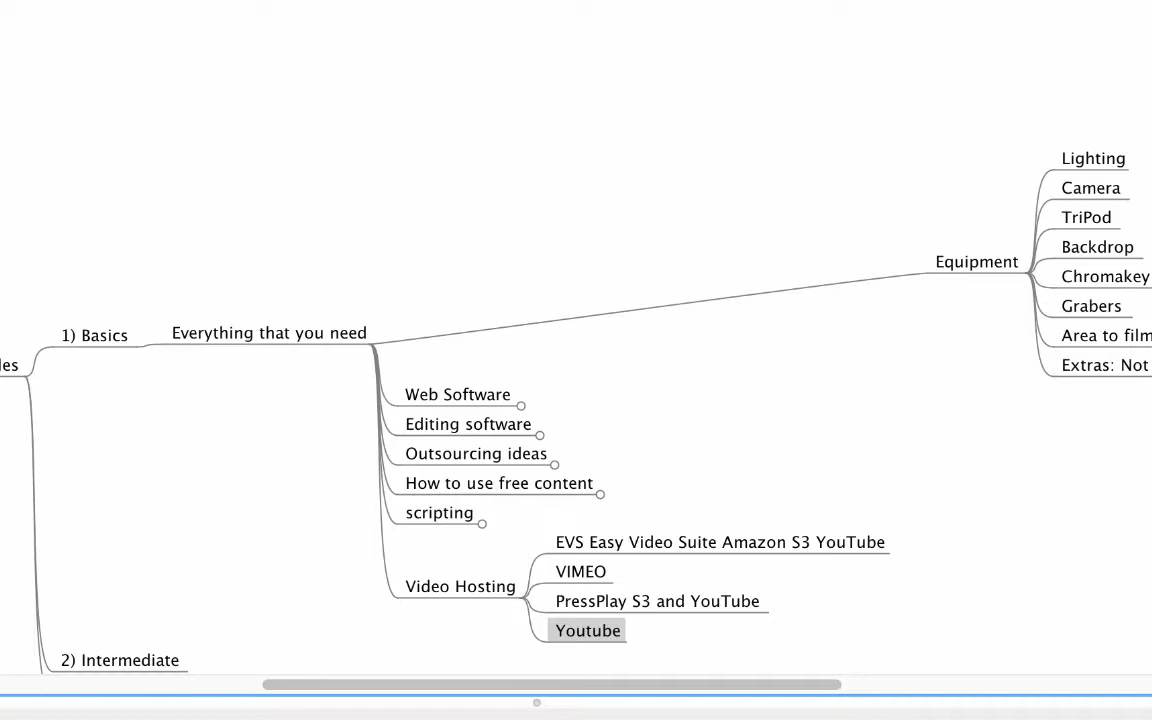 Lighting
Camera
TriPod
Backdrop
Equipment
Chromakey
Grabers
1) Basics
Everything that you need
Area to film
les
Extras: Not
Web Software
Editing software
Outsourcing ideas
How to use free content
scripting
EVS Easy Video Suite Amazon S3 YouTube
VIMEO
Video Hosting
PressPlay S3 and YouTube
Youtube
2) Intermediate